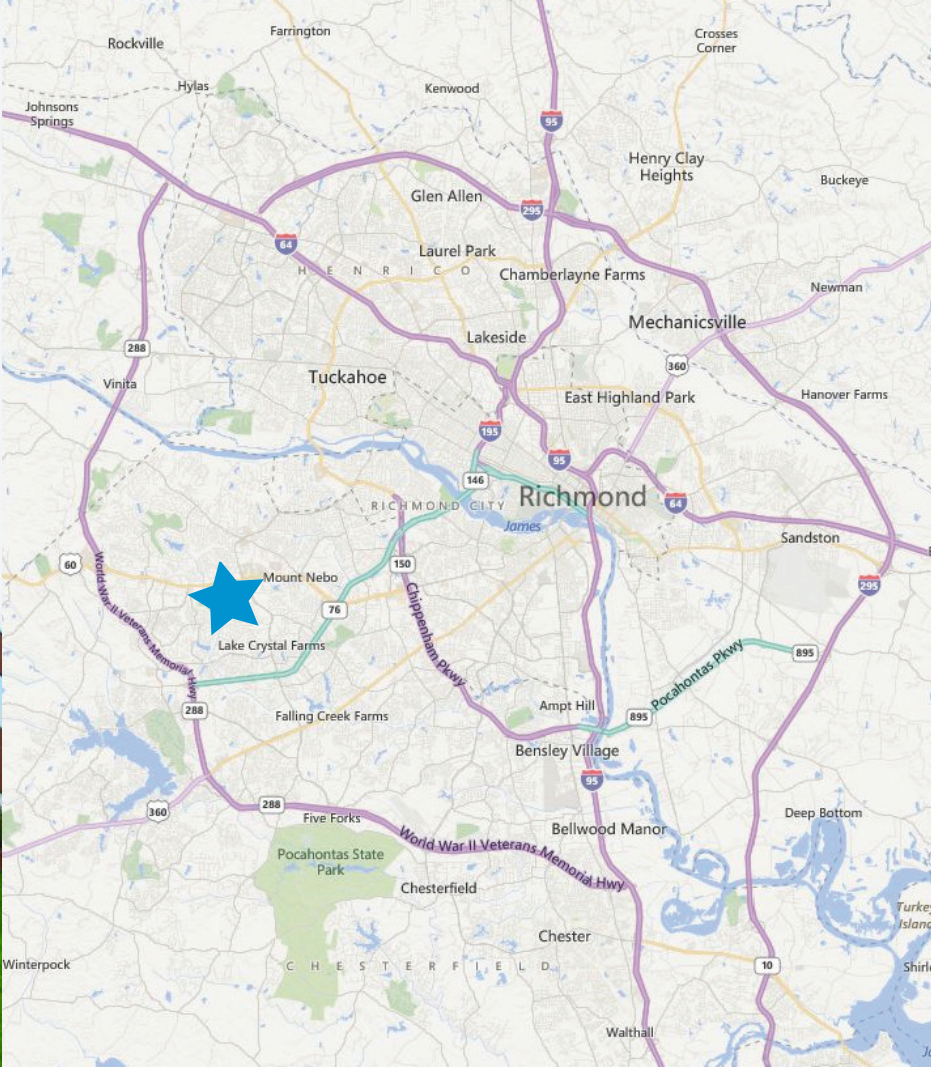 Farrington
Rockville
Crosses
Corner
Hylas
Kenwood
Johnsons
Springs
95
Henry Clay
Heights
Buckeye
Glen Allen
295
64
Laurel Park
HENRICO
Chamberlayne Farms
Newman
Mechanicsville
Lakeside
288
360
Tuckahoe
Vinita
East Highland Park
Hanover Farms
195
95
146
Richmond
64
RICHMOND CITY
James
Sandston
60
150
Mount Nebo
295
World War II Veterans Memorial Hwy
76
Chippenham Pkwy
Lake Crystal Farms
Pocahontas Pkwy
895
288
Falling Creek Farms
Ampt Hill
895
Bensley Village
95
360
288
Five Forks
Deep Bottom
World War II Veterans Memorial Hwy
Bellwood Manor
Pocahontas State
Park
Chesterfield
Chester
Winterpock
CHESTERFIELD
10
Walthall